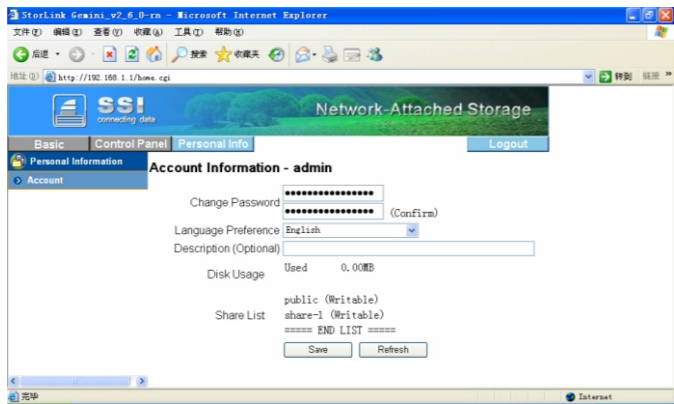 StorLink Gemini_v2_6_0-rn - Microsoft Internet Explorer
文件(F) 编辑(E) 查看(V) 收藏(A) 工具(T) 帮助(H)
后退 搜索 收藏夹
地址(D) http://192.168.1.1/home.cgi 转到 链接 »
SSI
connecting data
Network-Attached Storage
Basic Control Panel Personal Info Logout
Personal Information
Account
Account Information - admin
Change Password
(Confirm)
Language Preference English
Description (Optional)
Disk Usage Used 0.00MB
Share List
public (Writable)
share-1 (Writable)
===== END LIST =====
Save Refresh
完毕 Internet